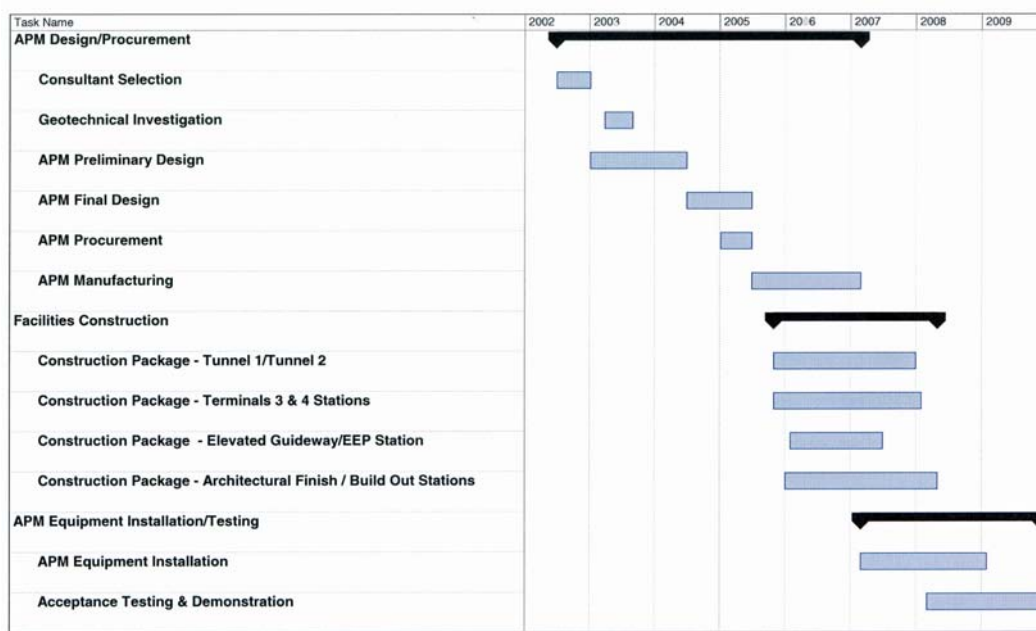 Task Name 2002 2003 2004 2005 2006 2007 2008 2009
APM Design/Procurement
Consultant Selection
Geotechnical Investigation
APM Preliminary Design
APM Final Design
APM Procurement
APM Manufacturing
Facilities Construction
Construction Package - Tunnel 1/Tunnel 2
Construction Package - Terminals 3 & 4 Stations
Construction Package - Elevated Guideway/EEP Station
Construction Package - Architectural Finish / Build Out Stations
APM Equipment Installation/Testing
APM Equipment Installation
Acceptance Testing & Demonstration